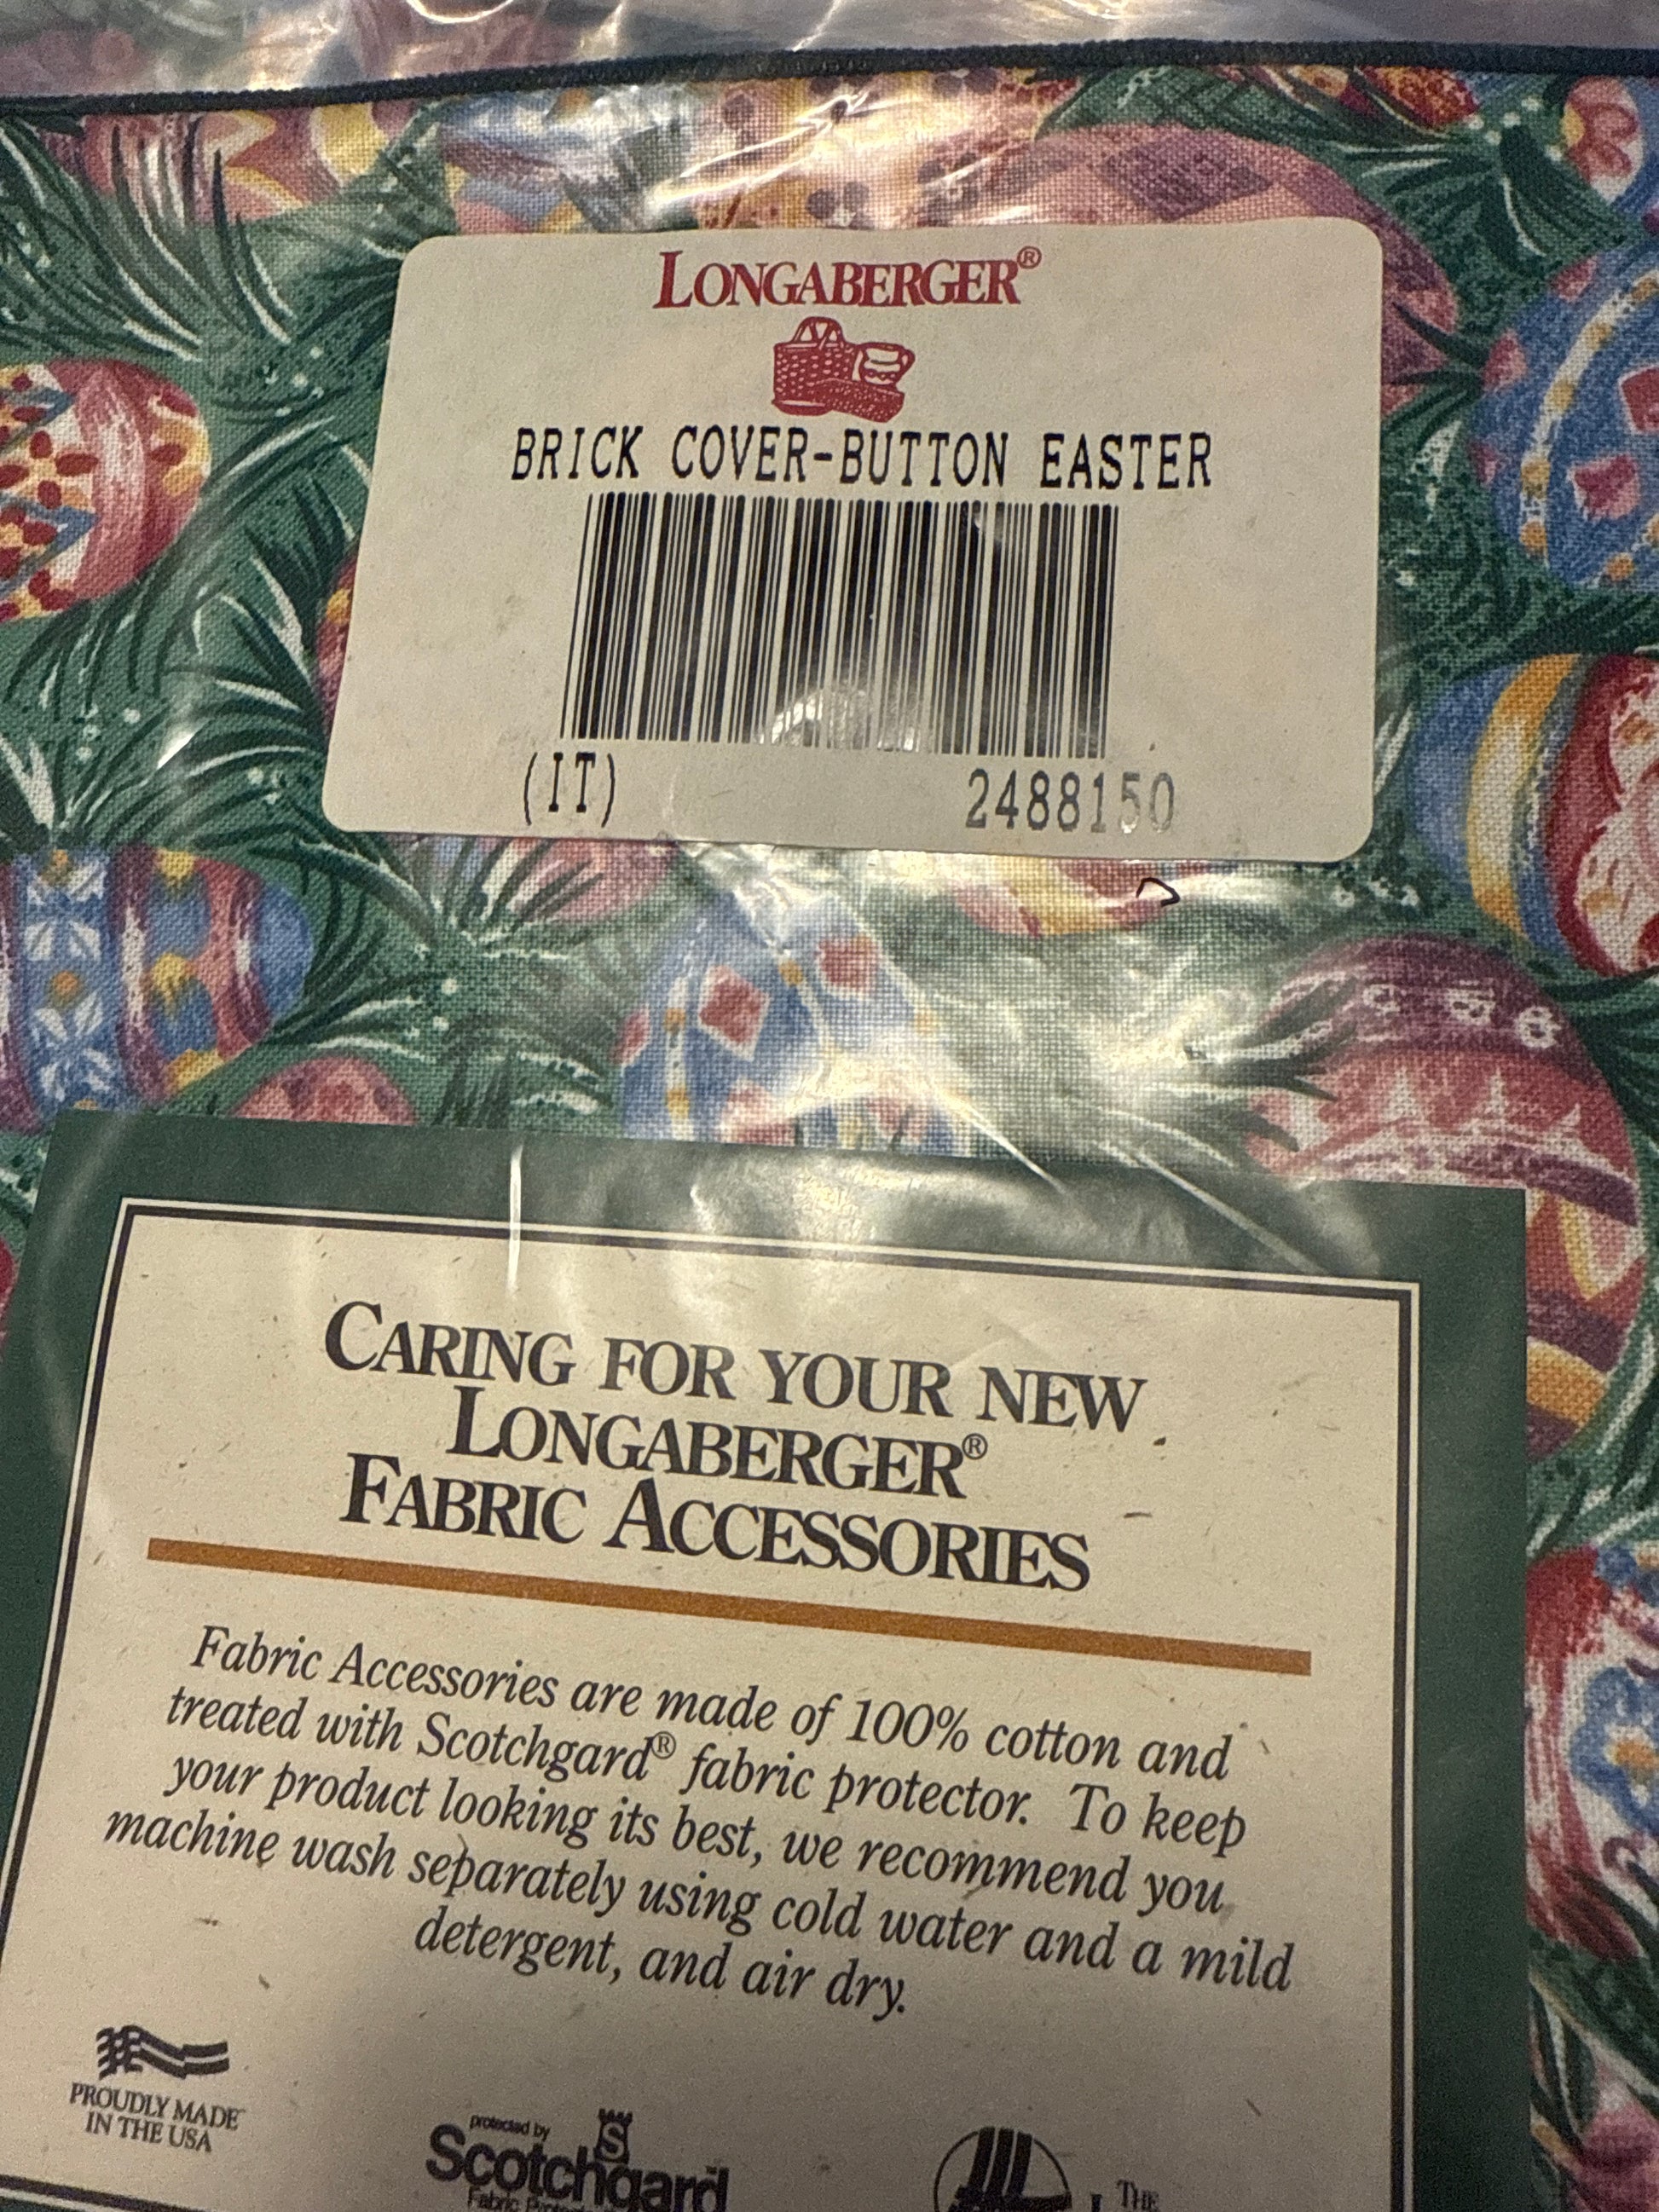 LONGABERGER®
BRICK COVER-BUTTON EASTER
(IT) 2488150
CARING FOR YOUR NEW
LONGABERGER®
FABRIC ACCESSORIES
Fabric Accessories are made of 100% cotton and
treated with Scotchgard® fabric protector. To keep
your product looking its best, we recommend you
machine wash separately using cold water and a mild
detergent, and air dry.
PROUDLY MADE
IN THE USA
protected by
S
Scotchgard™
Fabric
THE